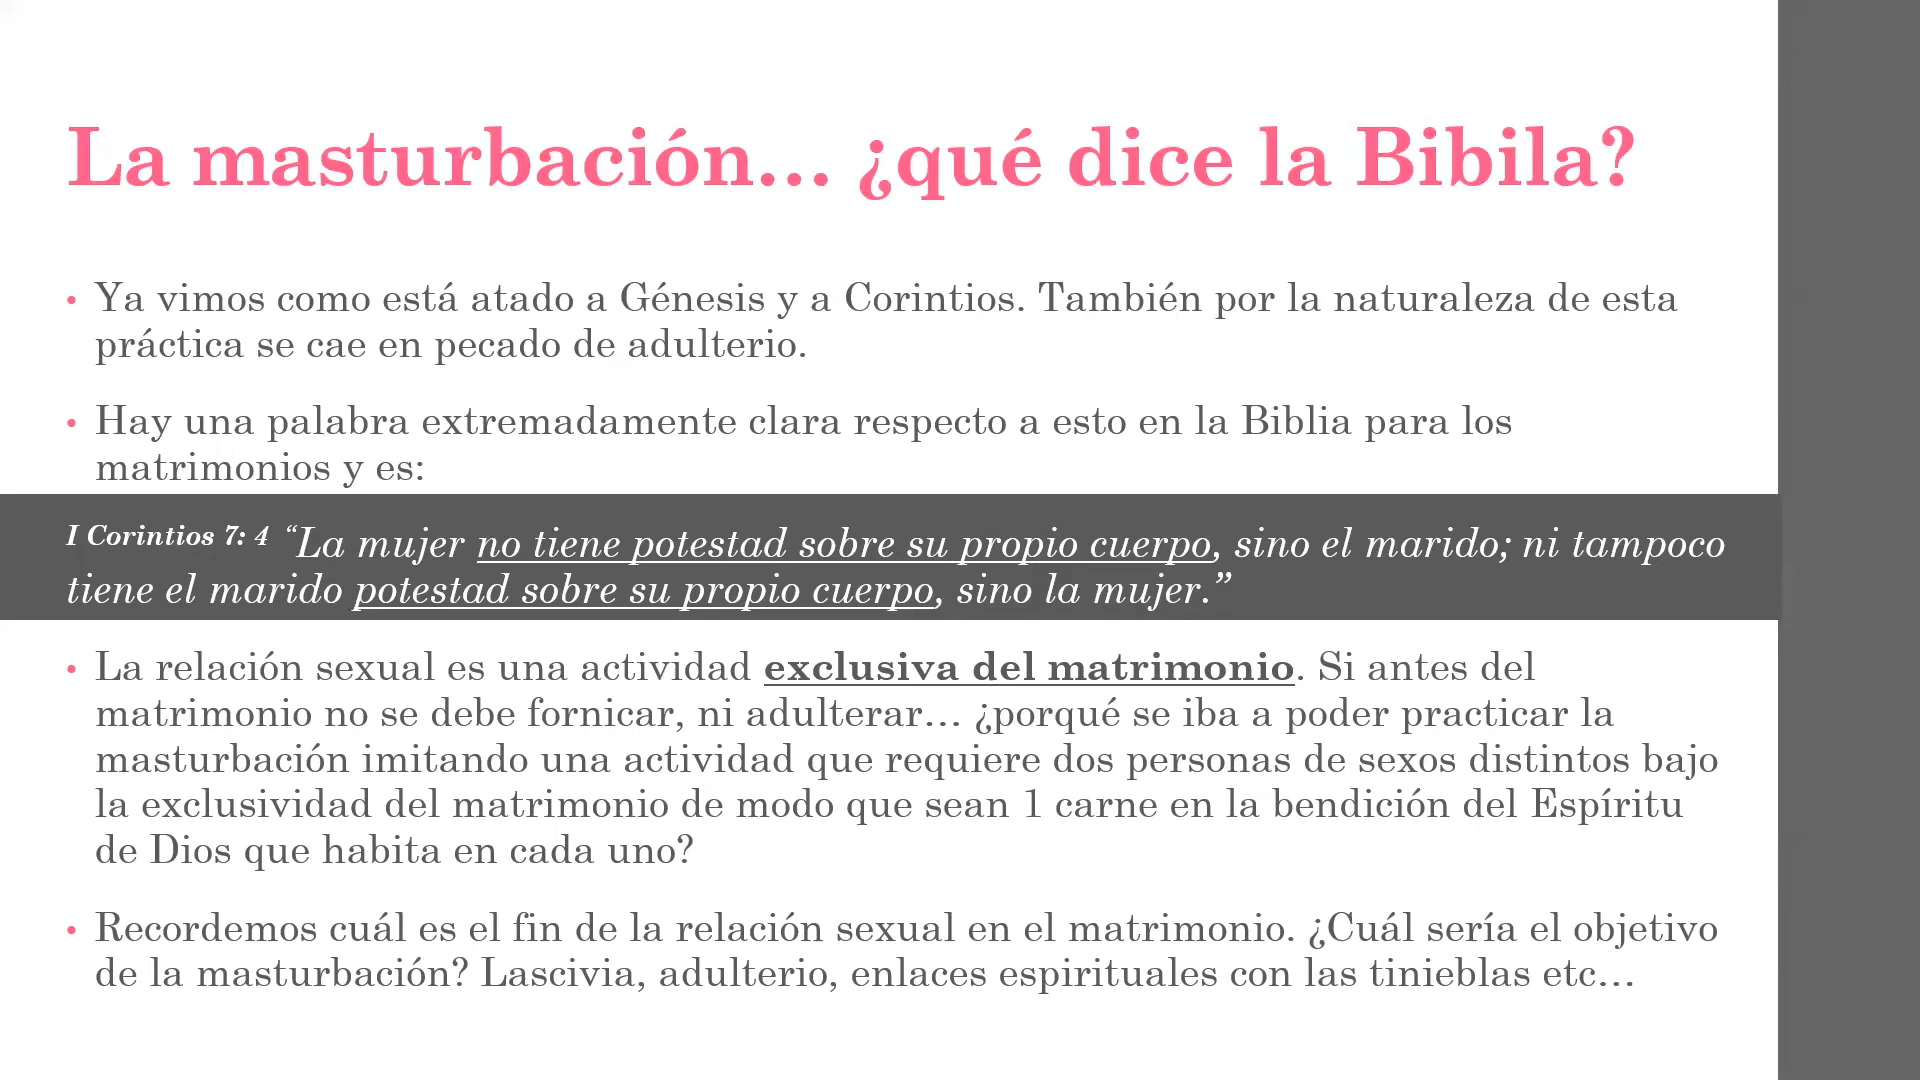 La masturbación... ¿qué dice la Bibila?
• Ya vimos como está atado a Génesis y a Corintios. También por la naturaleza de esta
práctica se cae en pecado de adulterio.
• Hay una palabra extremadamente clara respecto a esto en la Biblia para los
matrimonios y es:
I Corintios 7: 4 “La mujer no tiene potestad sobre su propio cuerpo, sino el marido; ni tampoco
tiene el marido potestad sobre su propio cuerpo, sino la mujer.”
• La relación sexual es una actividad exclusiva del matrimonio. Si antes del
matrimonio no se debe fornicar, ni adulterar… ¿porqué se iba a poder practicar la
masturbación imitando una actividad que requiere dos personas de sexos distintos bajo
la exclusividad del matrimonio de modo que sean 1 carne en la bendición del Espíritu
de Dios que habita en cada uno?
• Recordemos cuál es el fin de la relación sexual en el matrimonio. ¿Cuál sería el objetivo
de la masturbación? Lascivia, adulterio, enlaces espirituales con las tinieblas etc…